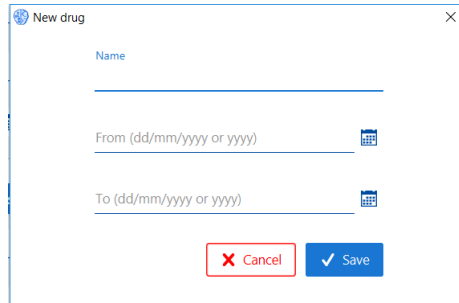 New drug
Name
From (dd/mm/yyyy or yyyy)
To (dd/mm/yyyy or yyyy)
Cancel Save